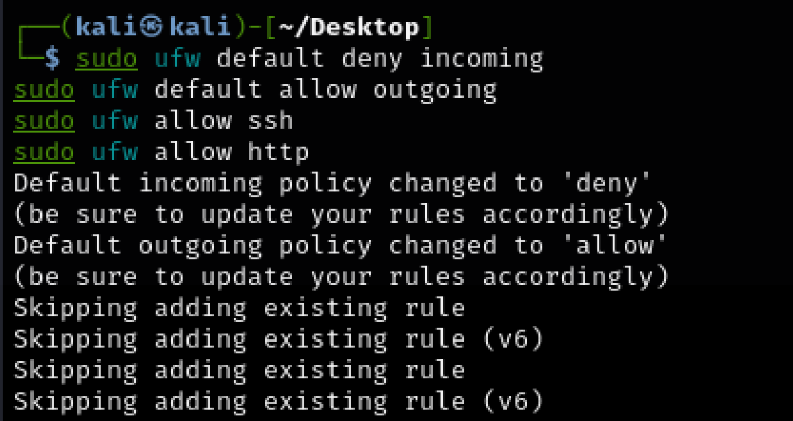 ┌──(kali㉿kali)-[~/Desktop]
└─$ sudo ufw default deny incoming
sudo ufw default allow outgoing
sudo ufw allow ssh
sudo ufw allow http
Default incoming policy changed to 'deny'
(be sure to update your rules accordingly)
Default outgoing policy changed to 'allow'
(be sure to update your rules accordingly)
Skipping adding existing rule
Skipping adding existing rule (v6)
Skipping adding existing rule
Skipping adding existing rule (v6)